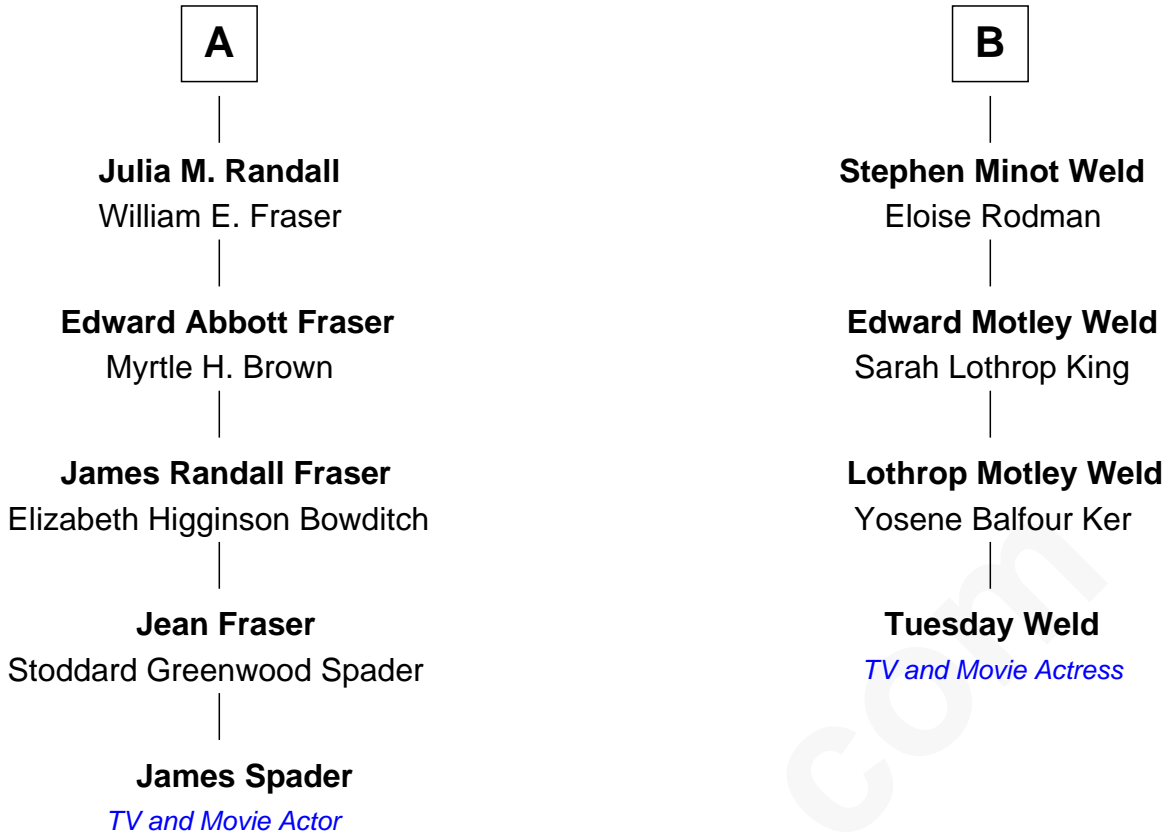 A
Julia M. Randall
William E. Fraser
Edward Abbott Fraser
Myrtle H. Brown
James Randall Fraser
Elizabeth Higginson Bowditch
Jean Fraser
Stoddard Greenwood Spader
James Spader
TV and Movie Actor
B
Stephen Minot Weld
Eloise Rodman
Edward Motley Weld
Sarah Lothrop King
Lothrop Motley Weld
Yosene Balfour Ker
Tuesday Weld
TV and Movie Actress
com